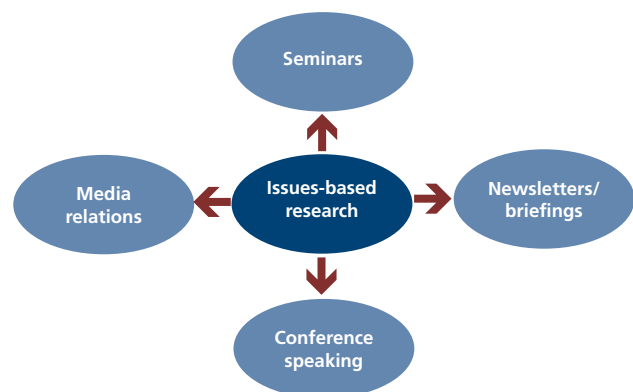 Seminars
Media
relations
Issues-based
research
Newsletters/
briefings
Conference
speaking